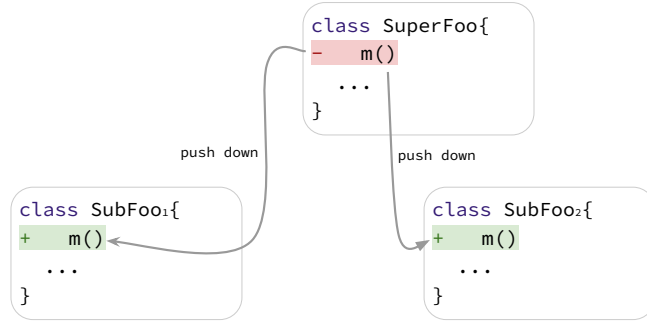 class SuperFoo{
- m()
...
}
push down
push down
class SubFoo₁{
+ m()
...
}
class SubFoo₂{
+ m()
...
}